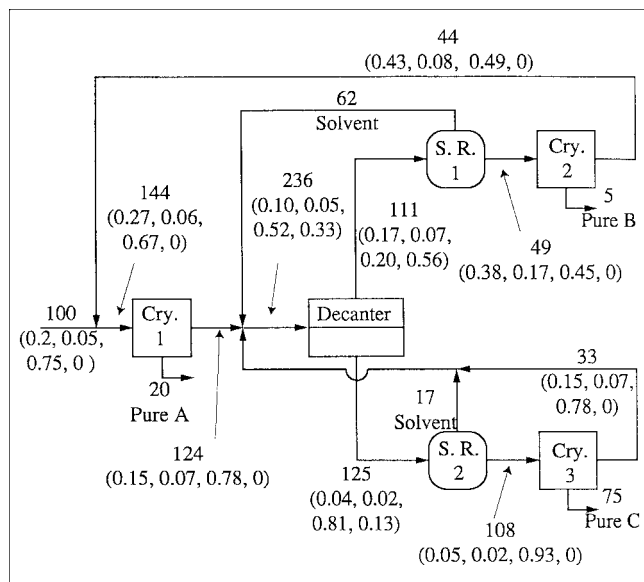 44
(0.43, 0.08, 0.49, 0)
62
Solvent
S. R.
1
Cry.
2
5
Pure B
144
(0.27, 0.06,
0.67, 0)
236
(0.10, 0.05,
0.52, 0.33)
111
(0.17, 0.07,
0.20, 0.56)
49
(0.38, 0.17, 0.45, 0)
100
(0.2, 0.05,
0.75, 0 )
Cry.
1
Decanter
20
Pure A
33
(0.15, 0.07,
0.78, 0)
17
Solvent
124
(0.15, 0.07, 0.78, 0)
S. R.
2
Cry.
3
125
(0.04, 0.02,
0.81, 0.13)
75
Pure C
108
(0.05, 0.02, 0.93, 0)